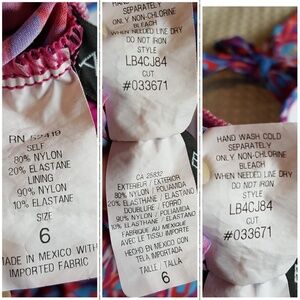 RN 52419
SELF
80% NYLON
20% ELASTANE
LINING
90% NYLON
10% ELASTANE
SIZE
6
MADE IN MEXICO WITH
IMPORTED FABRIC
SEPARATELY
ONLY NON-CHLORINE
BLEACH
WHEN NEEDED LINE DRY
DO NOT IRON
STYLE
LB4CJ84
CUT
#033671
CA 25832
EXTERIEUR / EXTERIOR
80% NYLON / POLIAMIDA
20% ELASTHANE / ELASTANO
DOUBLURE / FORRO
90% NYLON / POLIAMIDA
10% ELASTHANE / ELASTANO
FABRIQUE AU MEXIQUE
AVEC LE TISSU IMPORTE
HECHO EN MEXICO CON
TELA IMPORTADA
TAILLE / TALLA
6
HAND WASH COLD
SEPARATELY
ONLY NON-CHLORINE
BLEACH
WHEN NEEDED LINE DRY
DO NOT IRON
STYLE
LB4CJ84
CUT
#033671